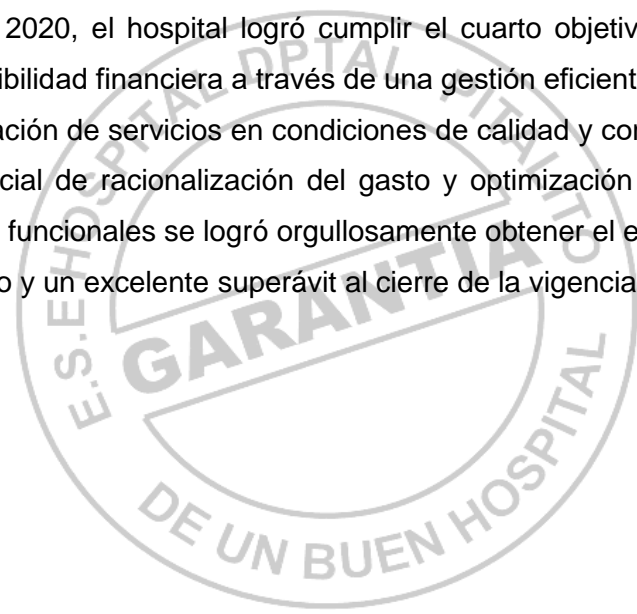 2020, el hospital logró cumplir el cuarto objetiv
ibilidad financiera a través de una gestión eficient
ación de servicios en condiciones de calidad y con
cial de racionalización del gasto y optimización
funcionales se logró orgullosamente obtener el e
o y un excelente superávit al cierre de la vigencia
E.S.E HOSPITAL DPTAL PITALITO
GARANTIA
DE UN BUEN HOSPITAL